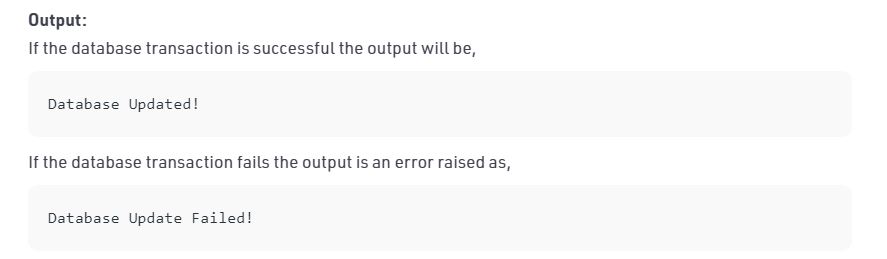 Output:
If the database transaction is successful the output will be,
Database Updated!
If the database transaction fails the output is an error raised as,
Database Update Failed!